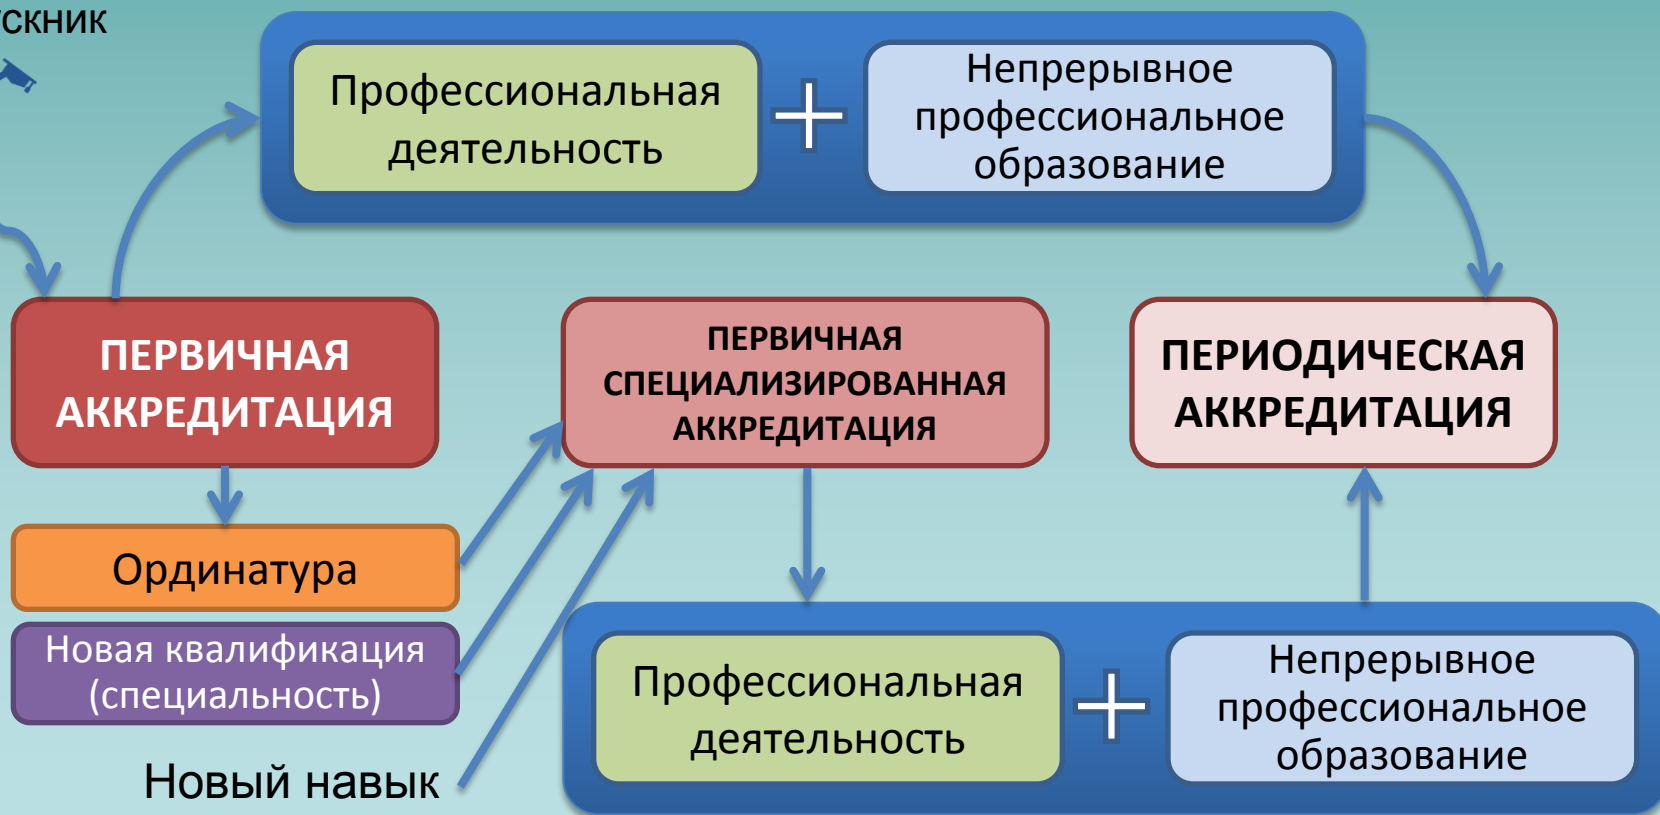 ускник
Профессиональная
деятельность
Непрерывное
профессиональное
образование
ПЕРВИЧНАЯ
АККРЕДИТАЦИЯ
ПЕРВИЧНАЯ
СПЕЦИАЛИЗИРОВАННАЯ
АККРЕДИТАЦИЯ
ПЕРИОДИЧЕСКАЯ
АККРЕДИТАЦИЯ
Ординатура
Новая квалификация
(специальность)
Новый навык
Профессиональная
деятельность
Непрерывное
профессиональное
образование